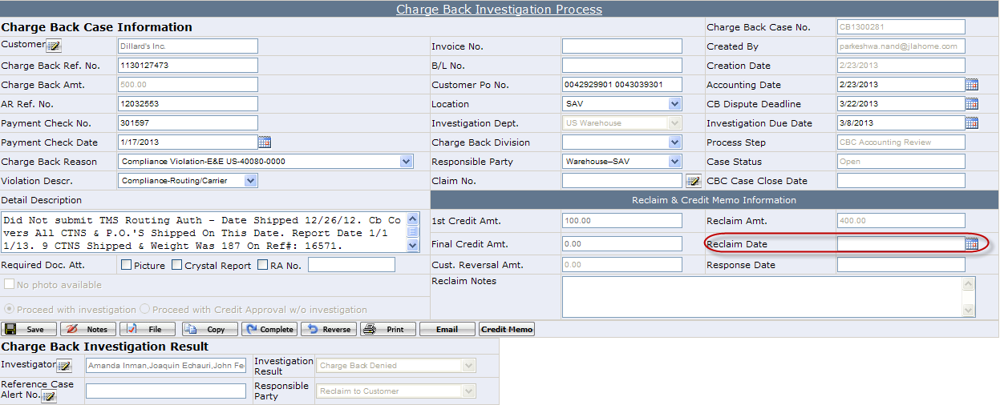 Charge Back Investigation Process
Charge Back Case Information
Charge Back Case No. CB1300281
Customer Dillard's Inc. Invoice No. Created By parkeshwa.nand@jlahome.com
Charge Back Ref. No. 1130127473 B/L No. Creation Date 2/23/2013
Charge Back Amt. 500.00 Customer Po No. 0042929901 0043039301 Accounting Date 2/23/2013
AR Ref. No. 12032553 Location SAV CB Dispute Deadline 3/22/2013
Payment Check No. 301597 Investigation Dept. US Warehouse Investigation Due Date 3/8/2013
Payment Check Date 1/17/2013 Charge Back Division Process Step CBC Accounting Review
Charge Back Reason Compliance Violation-E&E US-40080-0000 Responsible Party Warehouse--SAV Case Status Open
Violation Descr. Compliance-Routing/Carrier Claim No. CBC Case Close Date
Detail Description
Did Not submit TMS Routing Auth - Date Shipped 12/26/12. Cb Co
vers All CTNS & P.O.'S Shipped On This Date. Report Date 1/1
1/13. 9 CTNS Shipped & Weight Was 187 On Ref#: 16571.
Reclaim & Credit Memo Information
1st Credit Amt. 100.00 Reclaim Amt. 400.00
Final Credit Amt. 0.00 Reclaim Date
Required Doc. Att. Picture Crystal Report RA No. Cust. Reversal Amt. 0.00 Response Date
No photo available Reclaim Notes
Proceed with investigation Proceed with Credit Approval w/o investigation
Save Notes File Copy Complete Reverse Print Email Credit Memo
Charge Back Investigation Result
Investigator Amanda Inman,Joaquin Echauri,John Fe Investigation
Result Charge Back Denied
Reference Case
Alert No. Responsible
Party Reclaim to Customer